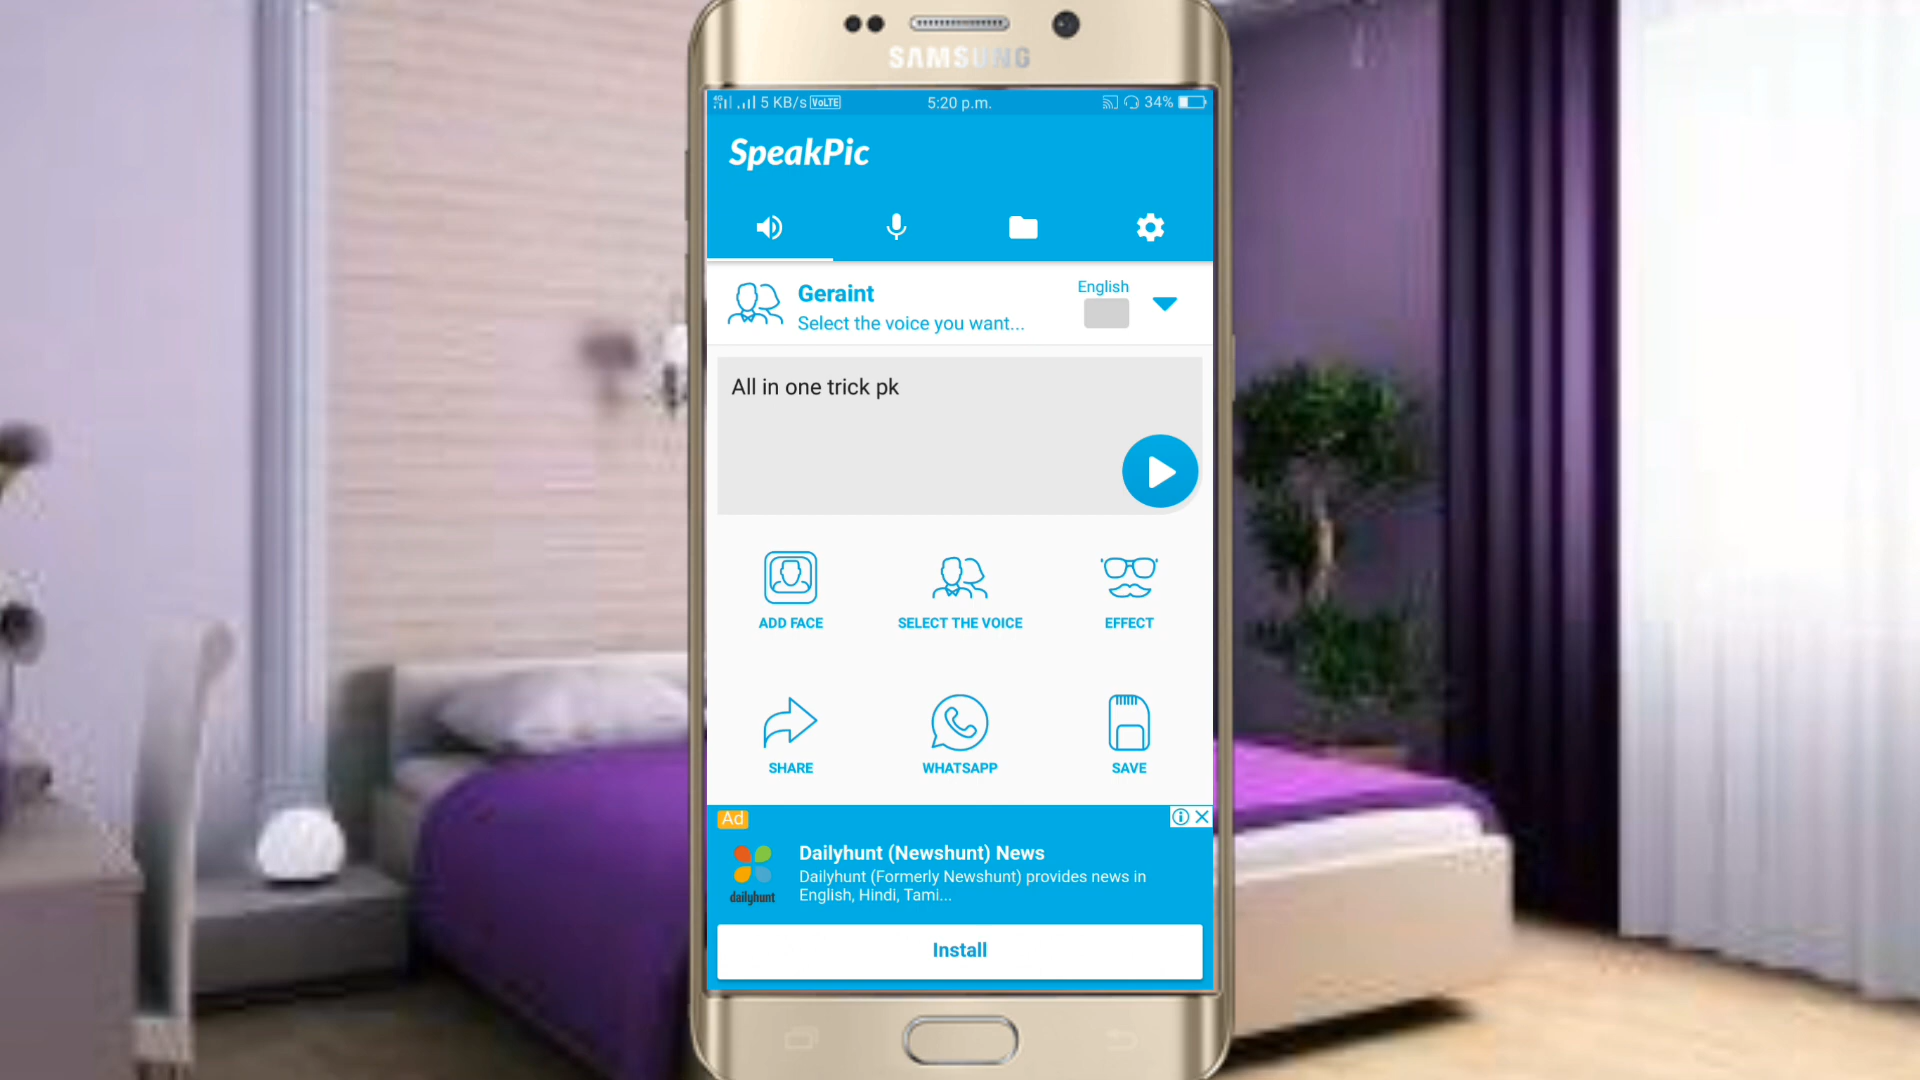 SAMSUNG
4G 5 KB/s VoLTE 5:20 p.m. 34%
SpeakPic
Geraint
English
Select the voice you want...
All in one trick pk
ADD FACE SELECT THE VOICE EFFECT
SHARE WHATSAPP SAVE
Ad
Dailyhunt (Newshunt) News
Dailyhunt (Formerly Newshunt) provides news in
English, Hindi, Tami...
dailyhunt
Install